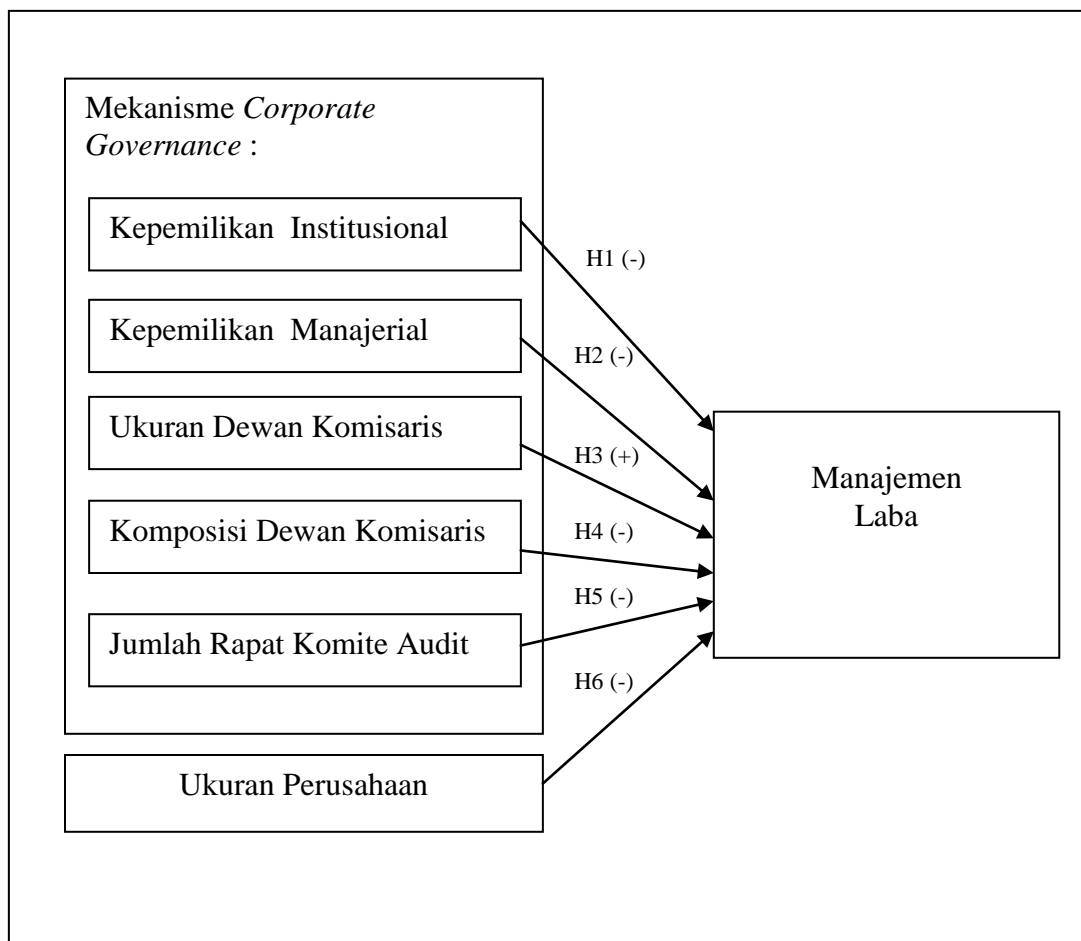 Mekanisme Corporate
Governance :
Kepemilikan Institusional
H1 (-)
Kepemilikan Manajerial
H2 (-)
Ukuran Dewan Komisaris
H3 (+)
Manajemen
Laba
Komposisi Dewan Komisaris
H4 (-)
H5 (-)
Jumlah Rapat Komite Audit
H6 (-)
Ukuran Perusahaan